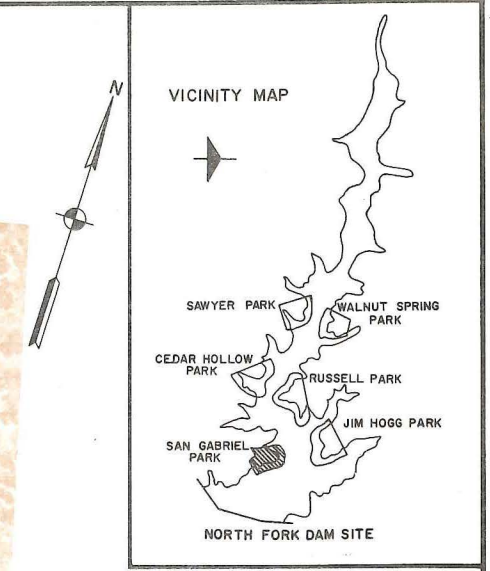 N
VICINITY MAP
SAWYER PARK
WALNUT SPRING
PARK
CEDAR HOLLOW
PARK
RUSSELL PARK
JIM HOGG PARK
SAN GABRIEL
PARK
NORTH FORK DAM SITE